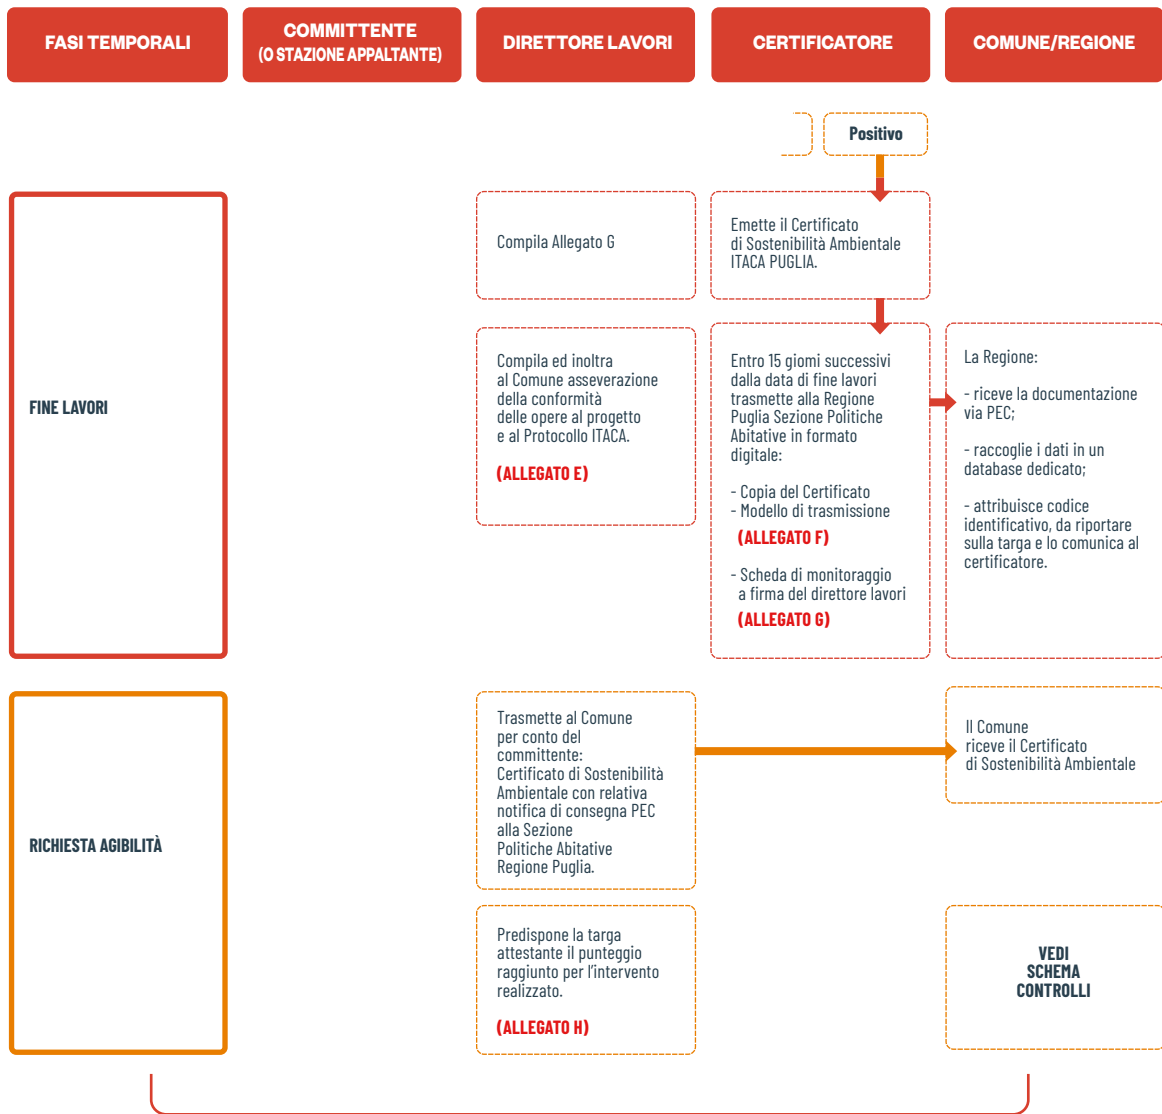 FASI TEMPORALI
COMMITTENTE
(O STAZIONE APPALTANTE)
DIRETTORE LAVORI
CERTIFICATORE
COMUNE/REGIONE
Positivo
FINE LAVORI
Compila Allegato G
Emette il Certificato
di Sostenibilità Ambientale
ITACA PUGLIA.
Compila ed inoltra
al Comune asseverazione
della conformità
delle opere al progetto
e al Protocollo ITACA.
(ALLEGATO E)
Entro 15 giorni successivi
dalla data di fine lavori
trasmette alla Regione
Puglia Sezione Politiche
Abitative in formato
digitale:
- Copia del Certificato
- Modello di trasmissione
(ALLEGATO F)
- Scheda di monitoraggio
a firma del direttore lavori
(ALLEGATO G)
La Regione:
- riceve la documentazione
via PEC;
- raccoglie i dati in un
database dedicato;
- attribuisce codice
identificativo, da riportare
sulla targa e lo comunica al
certificatore.
RICHIESTA AGIBILITÀ
Trasmette al Comune
per conto del
committente:
Certificato di Sostenibilità
Ambientale con relativa
notifica di consegna PEC
alla Sezione
Politiche Abitative
Regione Puglia.
Il Comune
riceve il Certificato
di Sostenibilità Ambientale
Predispone la targa
attestante il punteggio
raggiunto per l'intervento
realizzato.
(ALLEGATO H)
VEDI
SCHEMA
CONTROLLI